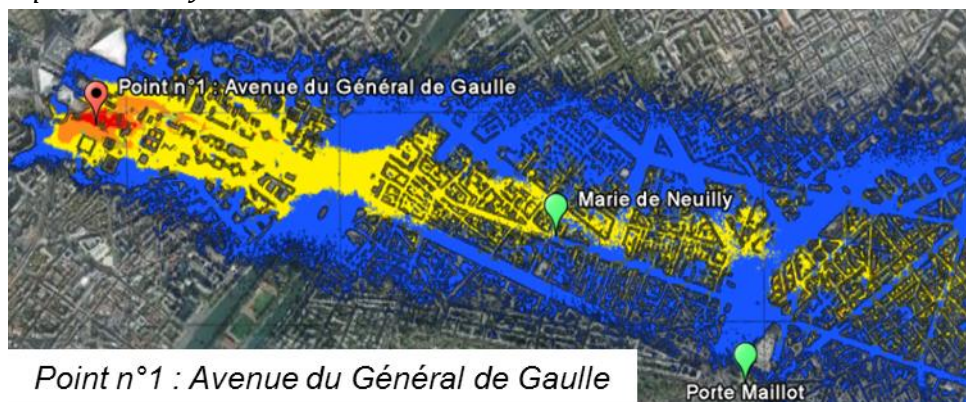 Point n°1 : Avenue du Général de Gaulle
Marie de Neuilly
Point n°1 : Avenue du Général de Gaulle
Porte Maillot